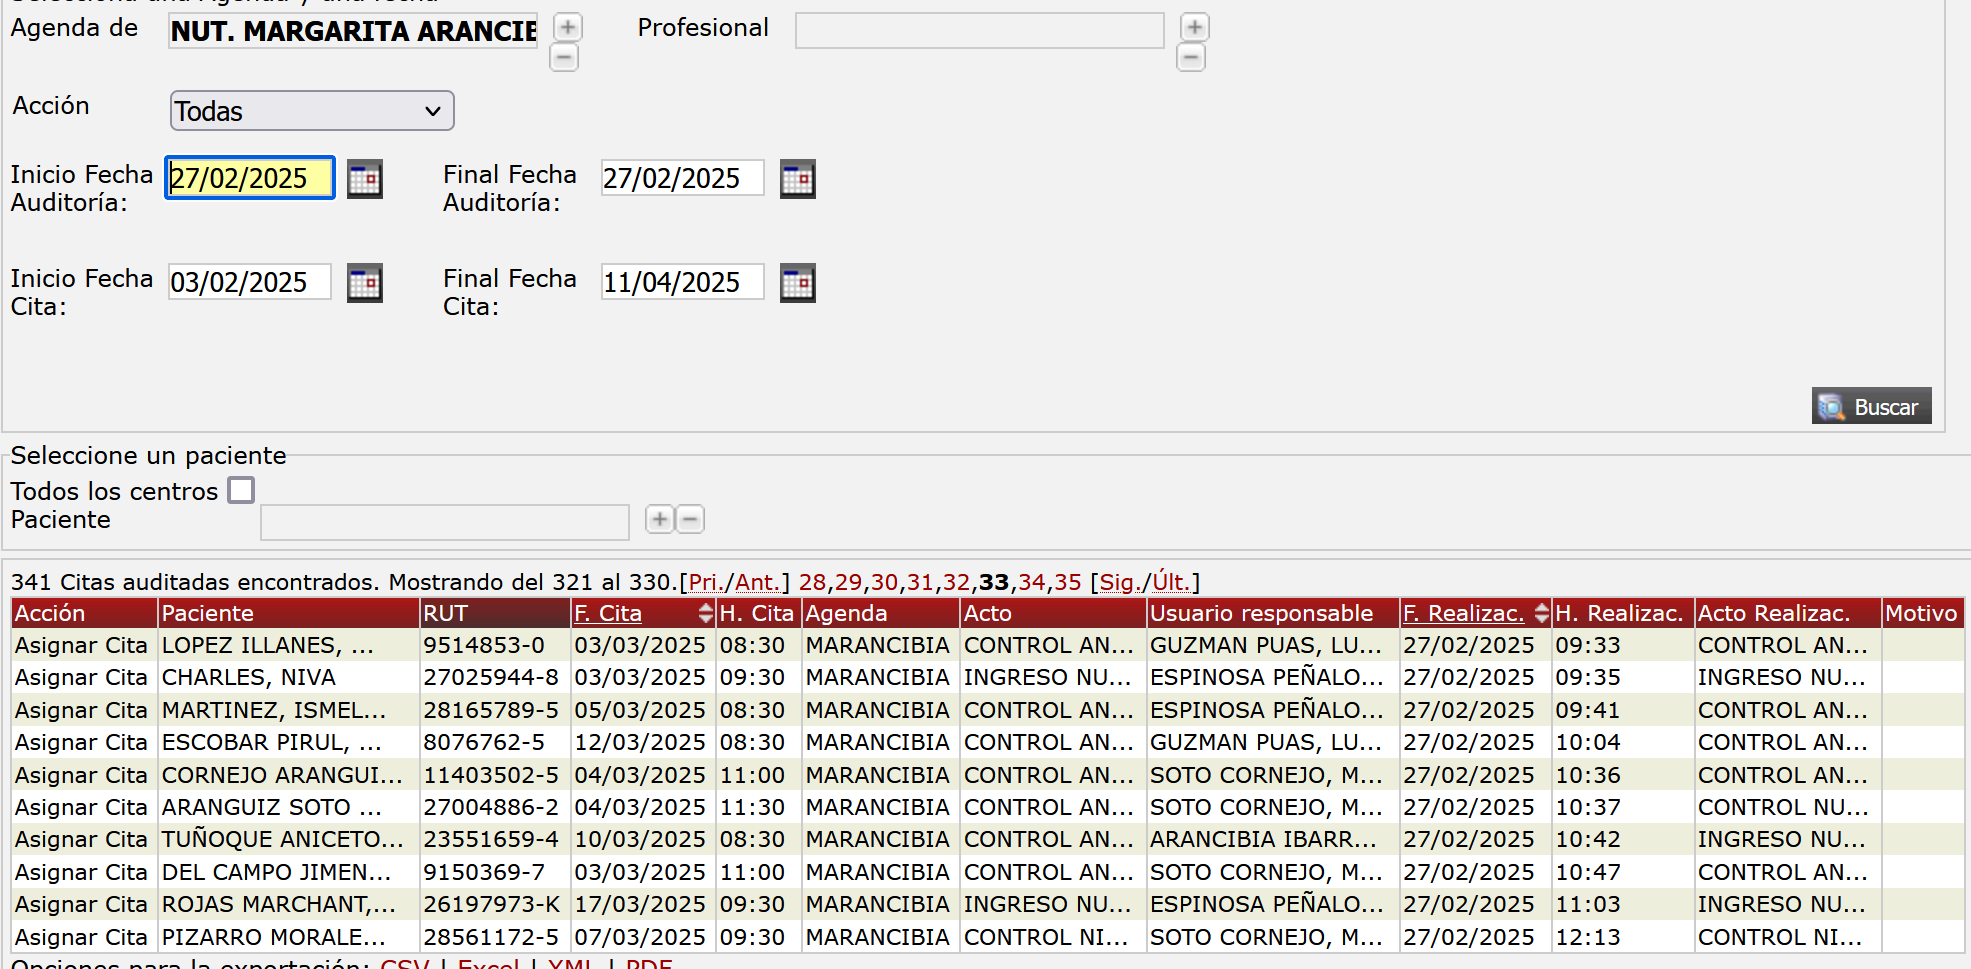 Selecciona una Agenda y una fecha
Agenda de NUT. MARGARITA ARANCIB + Profesional +
− −
Acción Todas
Inicio Fecha Auditoría: 27/02/2025 Final Fecha Auditoría: 27/02/2025
Inicio Fecha Cita: 03/02/2025 Final Fecha Cita: 11/04/2025
Buscar
Seleccione un paciente
Todos los centros
Paciente + −
341 Citas auditadas encontrados. Mostrando del 321 al 330.[Pri./Ant.] 28,29,30,31,32,33,34,35 [Sig./Últ.]
Acción Paciente RUT F. Cita H. Cita Agenda Acto Usuario responsable F. Realizac. H. Realizac. Acto Realizac. Motivo
Asignar Cita LOPEZ ILLANES, ... 9514853-0 03/03/2025 08:30 MARANCIBIA CONTROL AN... GUZMAN PUAS, LU... 27/02/2025 09:33 CONTROL AN...
Asignar Cita CHARLES, NIVA 27025944-8 03/03/2025 09:30 MARANCIBIA INGRESO NU... ESPINOSA PEÑALO... 27/02/2025 09:35 INGRESO NU...
Asignar Cita MARTINEZ, ISMEL... 28165789-5 05/03/2025 08:30 MARANCIBIA CONTROL AN... ESPINOSA PEÑALO... 27/02/2025 09:41 CONTROL AN...
Asignar Cita ESCOBAR PIRUL, ... 8076762-5 12/03/2025 08:30 MARANCIBIA CONTROL AN... GUZMAN PUAS, LU... 27/02/2025 10:04 CONTROL AN...
Asignar Cita CORNEJO ARANGUI... 11403502-5 04/03/2025 11:00 MARANCIBIA CONTROL AN... SOTO CORNEJO, M... 27/02/2025 10:36 CONTROL AN...
Asignar Cita ARANGUIZ SOTO ... 27004886-2 04/03/2025 11:30 MARANCIBIA CONTROL AN... SOTO CORNEJO, M... 27/02/2025 10:37 CONTROL NU...
Asignar Cita TUÑOQUE ANICETO... 23551659-4 10/03/2025 08:30 MARANCIBIA CONTROL AN... ARANCIBIA IBARR... 27/02/2025 10:42 INGRESO NU...
Asignar Cita DEL CAMPO JIMEN... 9150369-7 03/03/2025 11:00 MARANCIBIA CONTROL AN... SOTO CORNEJO, M... 27/02/2025 10:47 CONTROL AN...
Asignar Cita ROJAS MARCHANT,... 26197973-K 17/03/2025 09:30 MARANCIBIA INGRESO NU... ESPINOSA PEÑALO... 27/02/2025 11:03 INGRESO NU...
Asignar Cita PIZARRO MORALE... 28561172-5 07/03/2025 09:30 MARANCIBIA CONTROL NI... SOTO CORNEJO, M... 27/02/2025 12:13 CONTROL NI...
Opciones para la exportación: CSV | Excel | XML | PDF